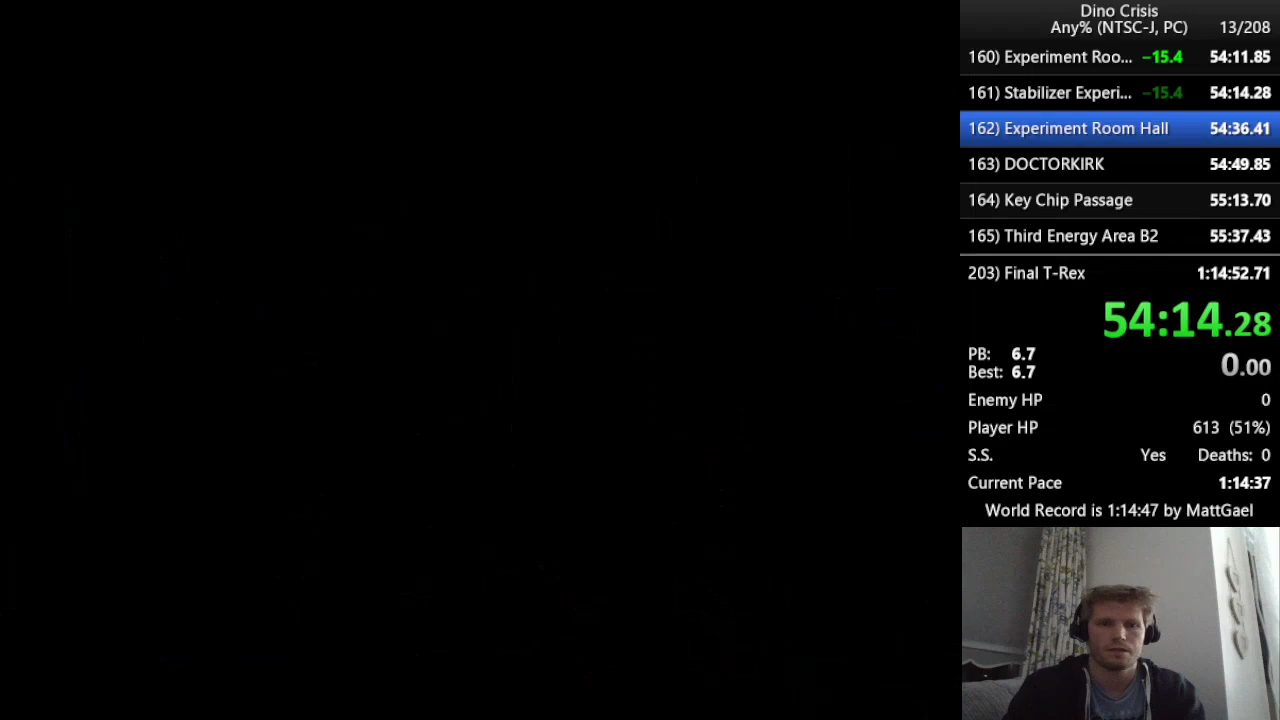 Dino Crisis
Any% (NTSC-J, PC) 13/208
160) Experiment Roo... −15.4 54:11.85
161) Stabilizer Experi... −15.4 54:14.28
162) Experiment Room Hall 54:36.41
163) DOCTORKIRK 54:49.85
164) Key Chip Passage 55:13.70
165) Third Energy Area B2 55:37.43
203) Final T-Rex 1:14:52.71
54:14.28
PB: 6.7
Best: 6.7 0.00
Enemy HP 0
Player HP 613 (51%)
S.S. Yes Deaths: 0
Current Pace 1:14:37
World Record is 1:14:47 by MattGael